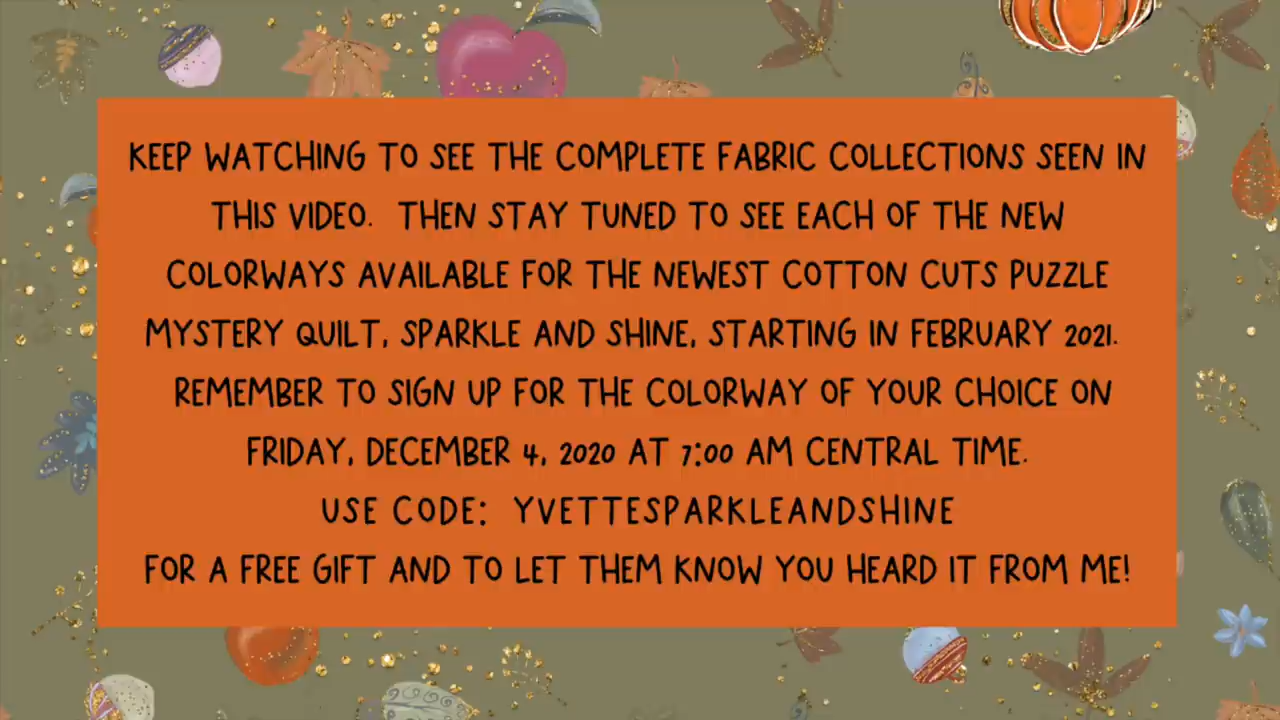 KEEP WATCHING TO SEE THE COMPLETE FABRIC COLLECTIONS SEEN IN
THIS VIDEO. THEN STAY TUNED TO SEE EACH OF THE NEW
COLORWAYS AVAILABLE FOR THE NEWEST COTTON CUTS PUZZLE
MYSTERY QUILT, SPARKLE AND SHINE, STARTING IN FEBRUARY 2021.
REMEMBER TO SIGN UP FOR THE COLORWAY OF YOUR CHOICE ON
FRIDAY, DECEMBER 4, 2020 AT 7:00 AM CENTRAL TIME.
USE CODE: YVETTESPARKLEANDSHINE
FOR A FREE GIFT AND TO LET THEM KNOW YOU HEARD IT FROM ME!